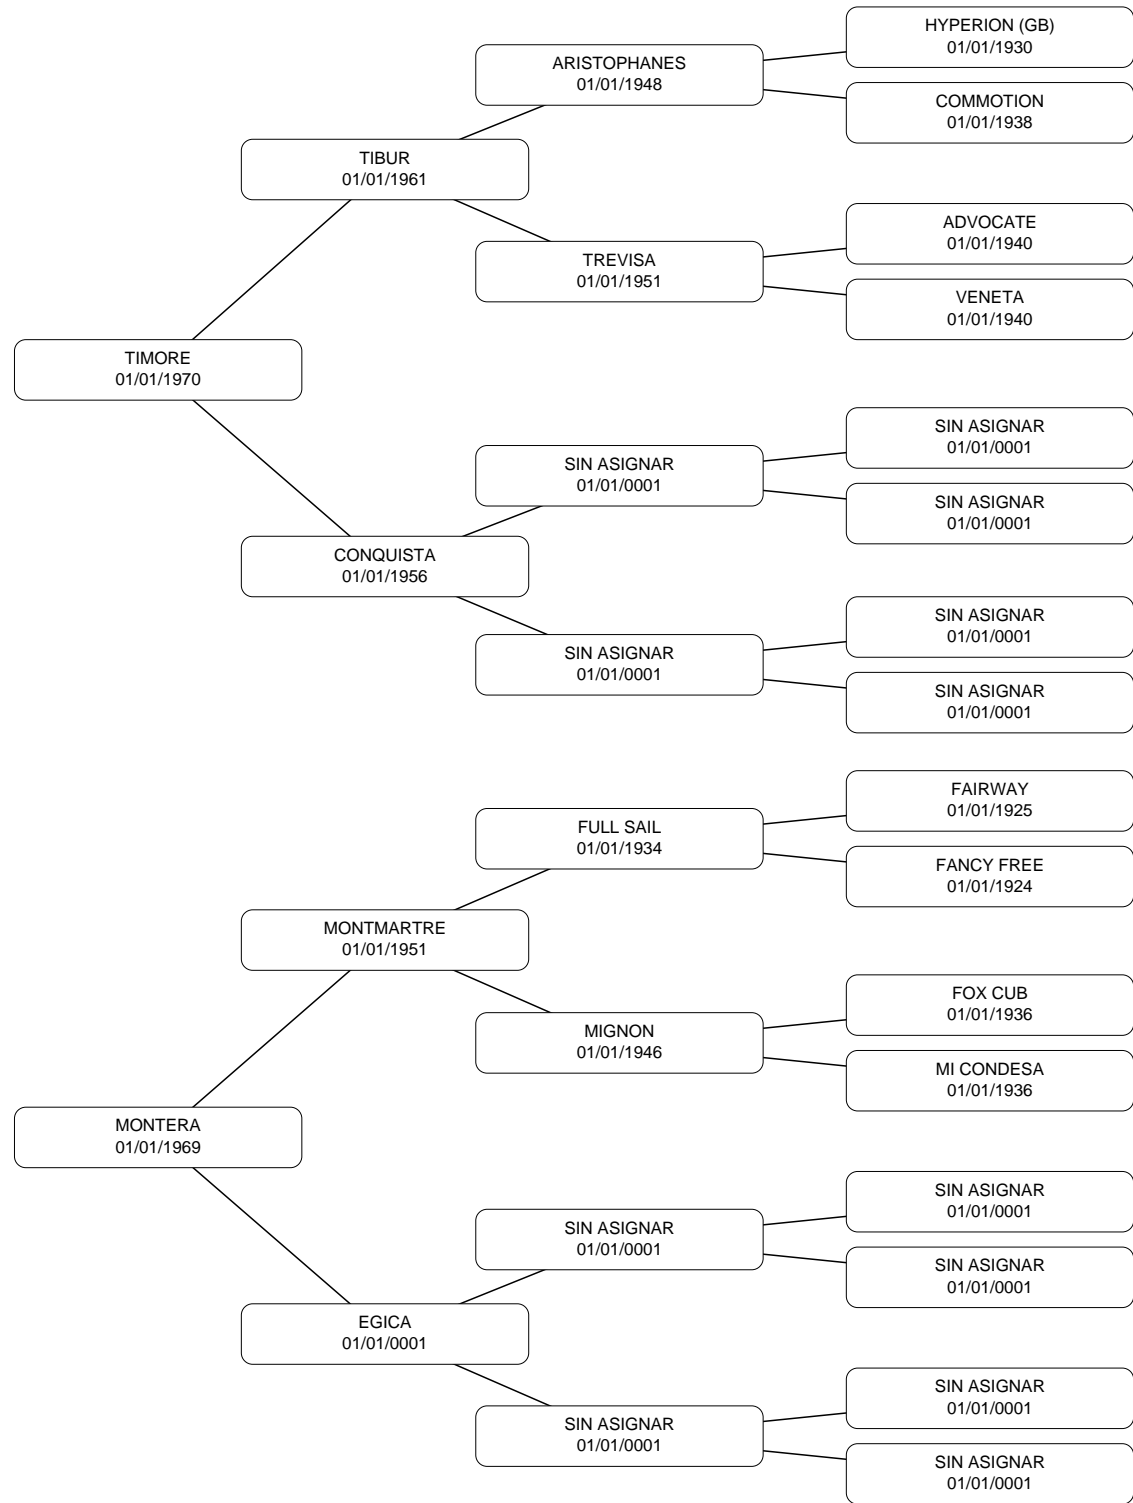 HYPERION (GB)
01/01/1930
ARISTOPHANES
01/01/1948
COMMOTION
01/01/1938
TIBUR
01/01/1961
ADVOCATE
01/01/1940
TREVISA
01/01/1951
VENETA
01/01/1940
TIMORE
01/01/1970
SIN ASIGNAR
01/01/0001
SIN ASIGNAR
01/01/0001
SIN ASIGNAR
01/01/0001
CONQUISTA
01/01/1956
SIN ASIGNAR
01/01/0001
SIN ASIGNAR
01/01/0001
SIN ASIGNAR
01/01/0001
FAIRWAY
01/01/1925
FULL SAIL
01/01/1934
FANCY FREE
01/01/1924
MONTMARTRE
01/01/1951
FOX CUB
01/01/1936
MIGNON
01/01/1946
MI CONDESA
01/01/1936
MONTERA
01/01/1969
SIN ASIGNAR
01/01/0001
SIN ASIGNAR
01/01/0001
SIN ASIGNAR
01/01/0001
EGICA
01/01/0001
SIN ASIGNAR
01/01/0001
SIN ASIGNAR
01/01/0001
SIN ASIGNAR
01/01/0001